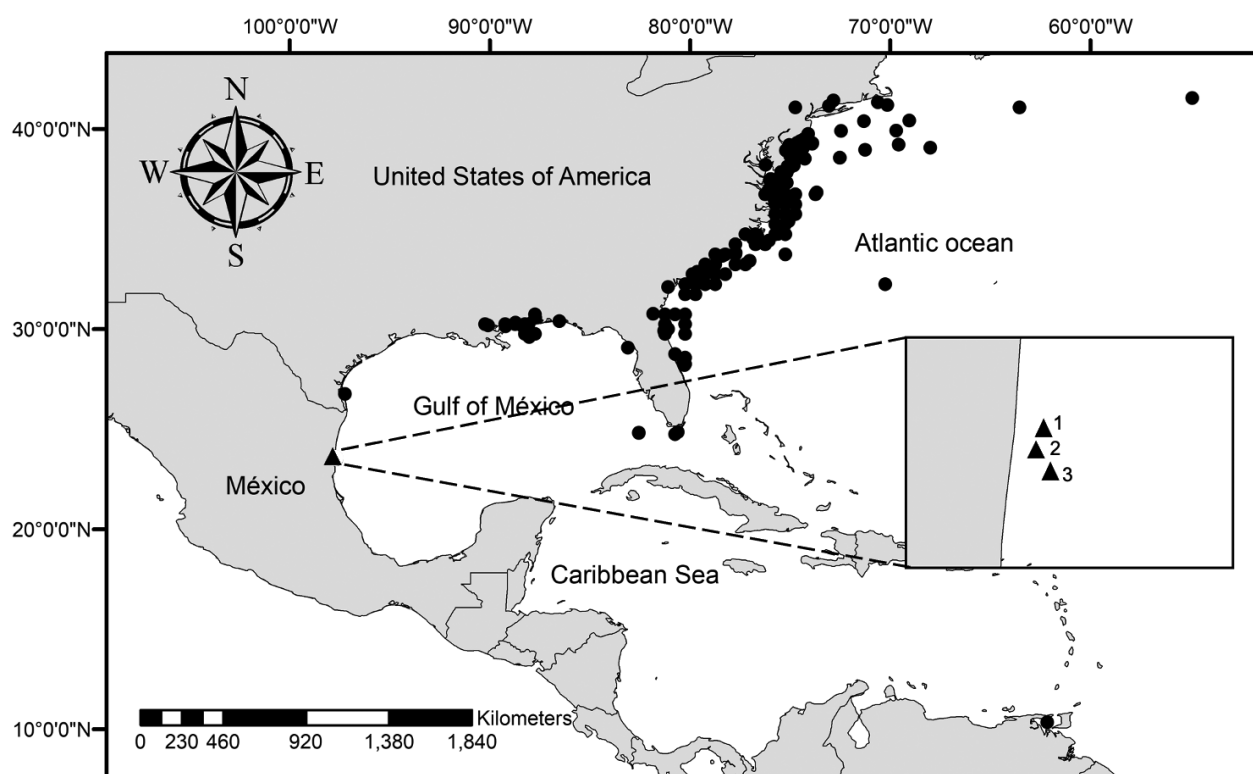 100°0'0"W 90°0'0"W 80°0'0"W 70°0'0"W 60°0'0"W
N
40°0'0"N
W E
United States of America
S
Atlantic ocean
30°0'0"N
Gulf of México
1
2
3
México
20°0'0"N
Caribbean Sea
Kilometers
10°0'0"N
0 230 460 920 1,380 1,840